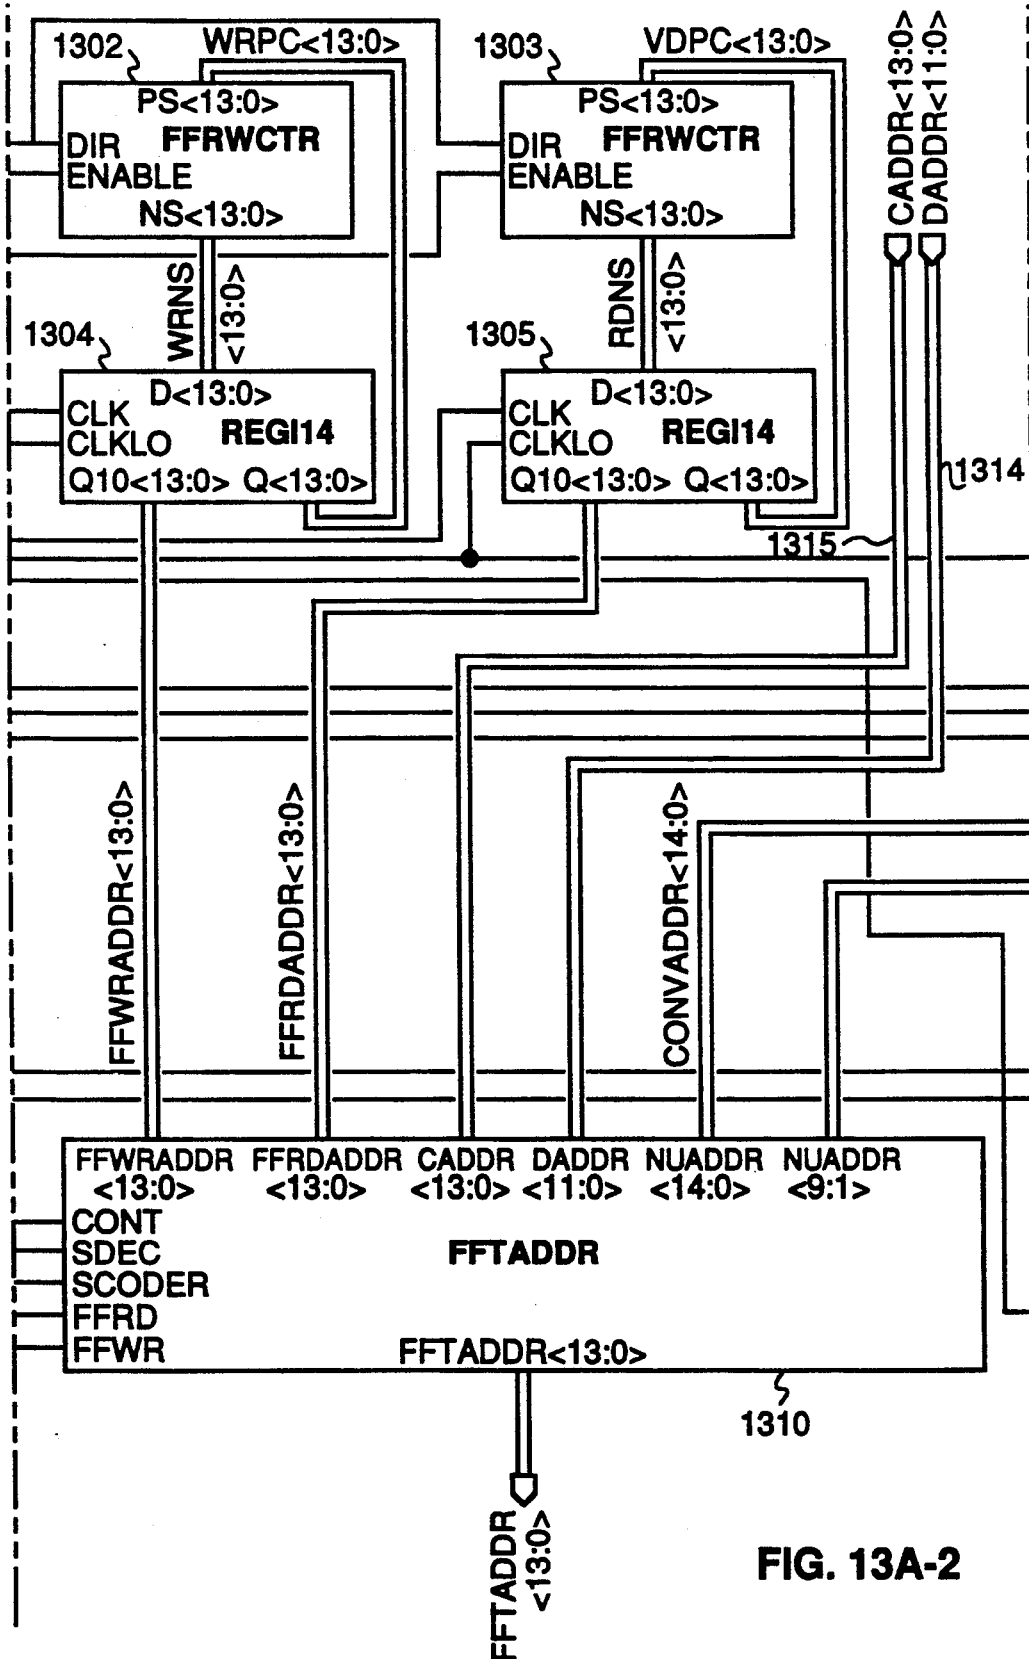 1302
WRPC<13:0>
1303
VDPC<13:0>
CADDR<13:0>
DADDR<11:0>
PS<13:0>
DIR
FFRWCTR
ENABLE
NS<13:0>
PS<13:0>
DIR
FFRWCTR
ENABLE
NS<13:0>
WRNS
<13:0>
RDNS
<13:0>
1304
1305
D<13:0>
CLK
REGI14
CLKLO
Q10<13:0>
Q<13:0>
D<13:0>
CLK
REGI14
CLKLO
Q10<13:0>
Q<13:0>
1314
1315
FFWRADDR<13:0>
FFRDADDR<13:0>
CONVADDR<14:0>
FFWRADDR
<13:0>
FFRDADDR
<13:0>
CADDR
<13:0>
DADDR
<11:0>
NUADDR
<14:0>
NUADDR
<9:1>
CONT
SDEC
FFTADDR
SCODER
FFRD
FFWR
FFTADDR<13:0>
1310
FFTADDR
<13:0>
FIG. 13A-2